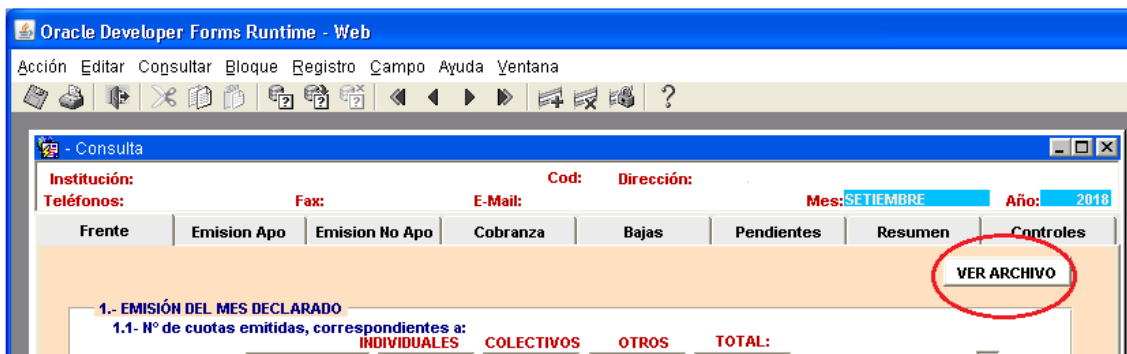 Oracle Developer Forms Runtime - Web
Acción Editar Consultar Bloque Registro Campo Ayuda Ventana
- Consulta
Institución: Cod: Dirección:
Teléfonos: Fax: E-Mail: Mes: SETIEMBRE Año: 2018
Frente Emision Apo Emision No Apo Cobranza Bajas Pendientes Resumen Controles
VER ARCHIVO
1.- EMISIÓN DEL MES DECLARADO
1.1- Nº de cuotas emitidas, correspondientes a:
INDIVIDUALES COLECTIVOS OTROS TOTAL: